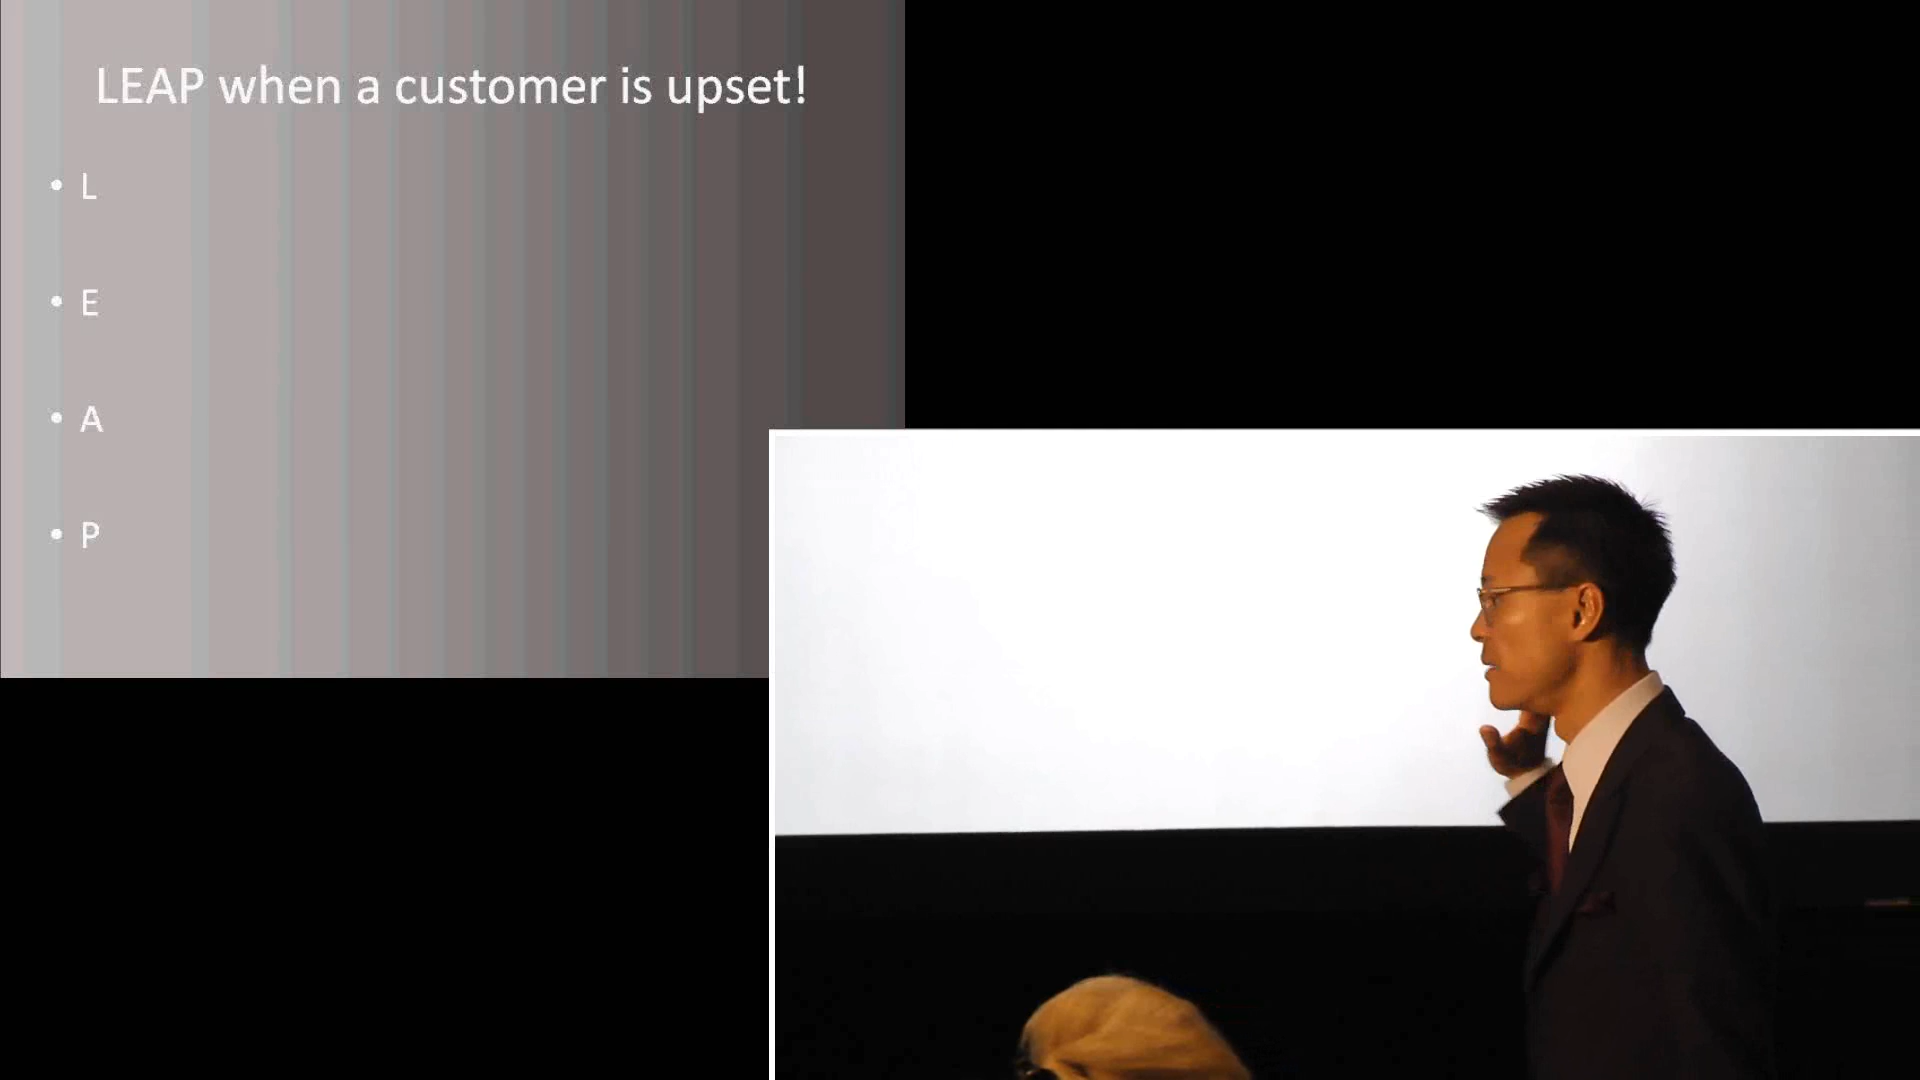 LEAP when a customer is upset!
• L
• E
• A
• P